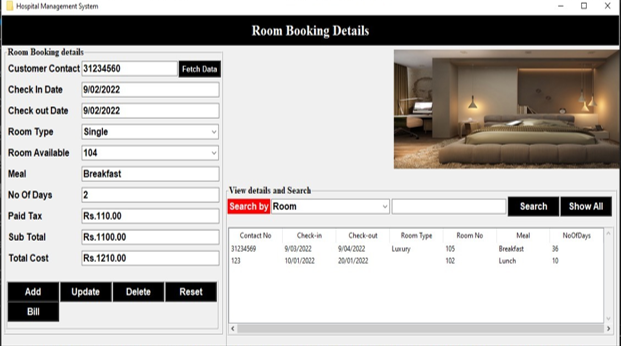 Hospital Management System
Room Booking Details
Room Booking details
Customer Contact 31234560 Fetch Data
Check In Date 9/02/2022
Check out Date 9/02/2022
Room Type Single
Room Available 104
Meal Breakfast
No Of Days 2
Paid Tax Rs.110.00
Sub Total Rs.1100.00
Total Cost Rs.1210.00
Add Update Delete Reset
Bill
View details and Search
Search by Room Search Show All
Contact No Check-in Check-out Room Type Room No Meal NoOfDays
31234569 9/03/2022 9/04/2022 Luxury 105 Breakfast 36
123 10/01/2022 20/01/2022 102 Lunch 10